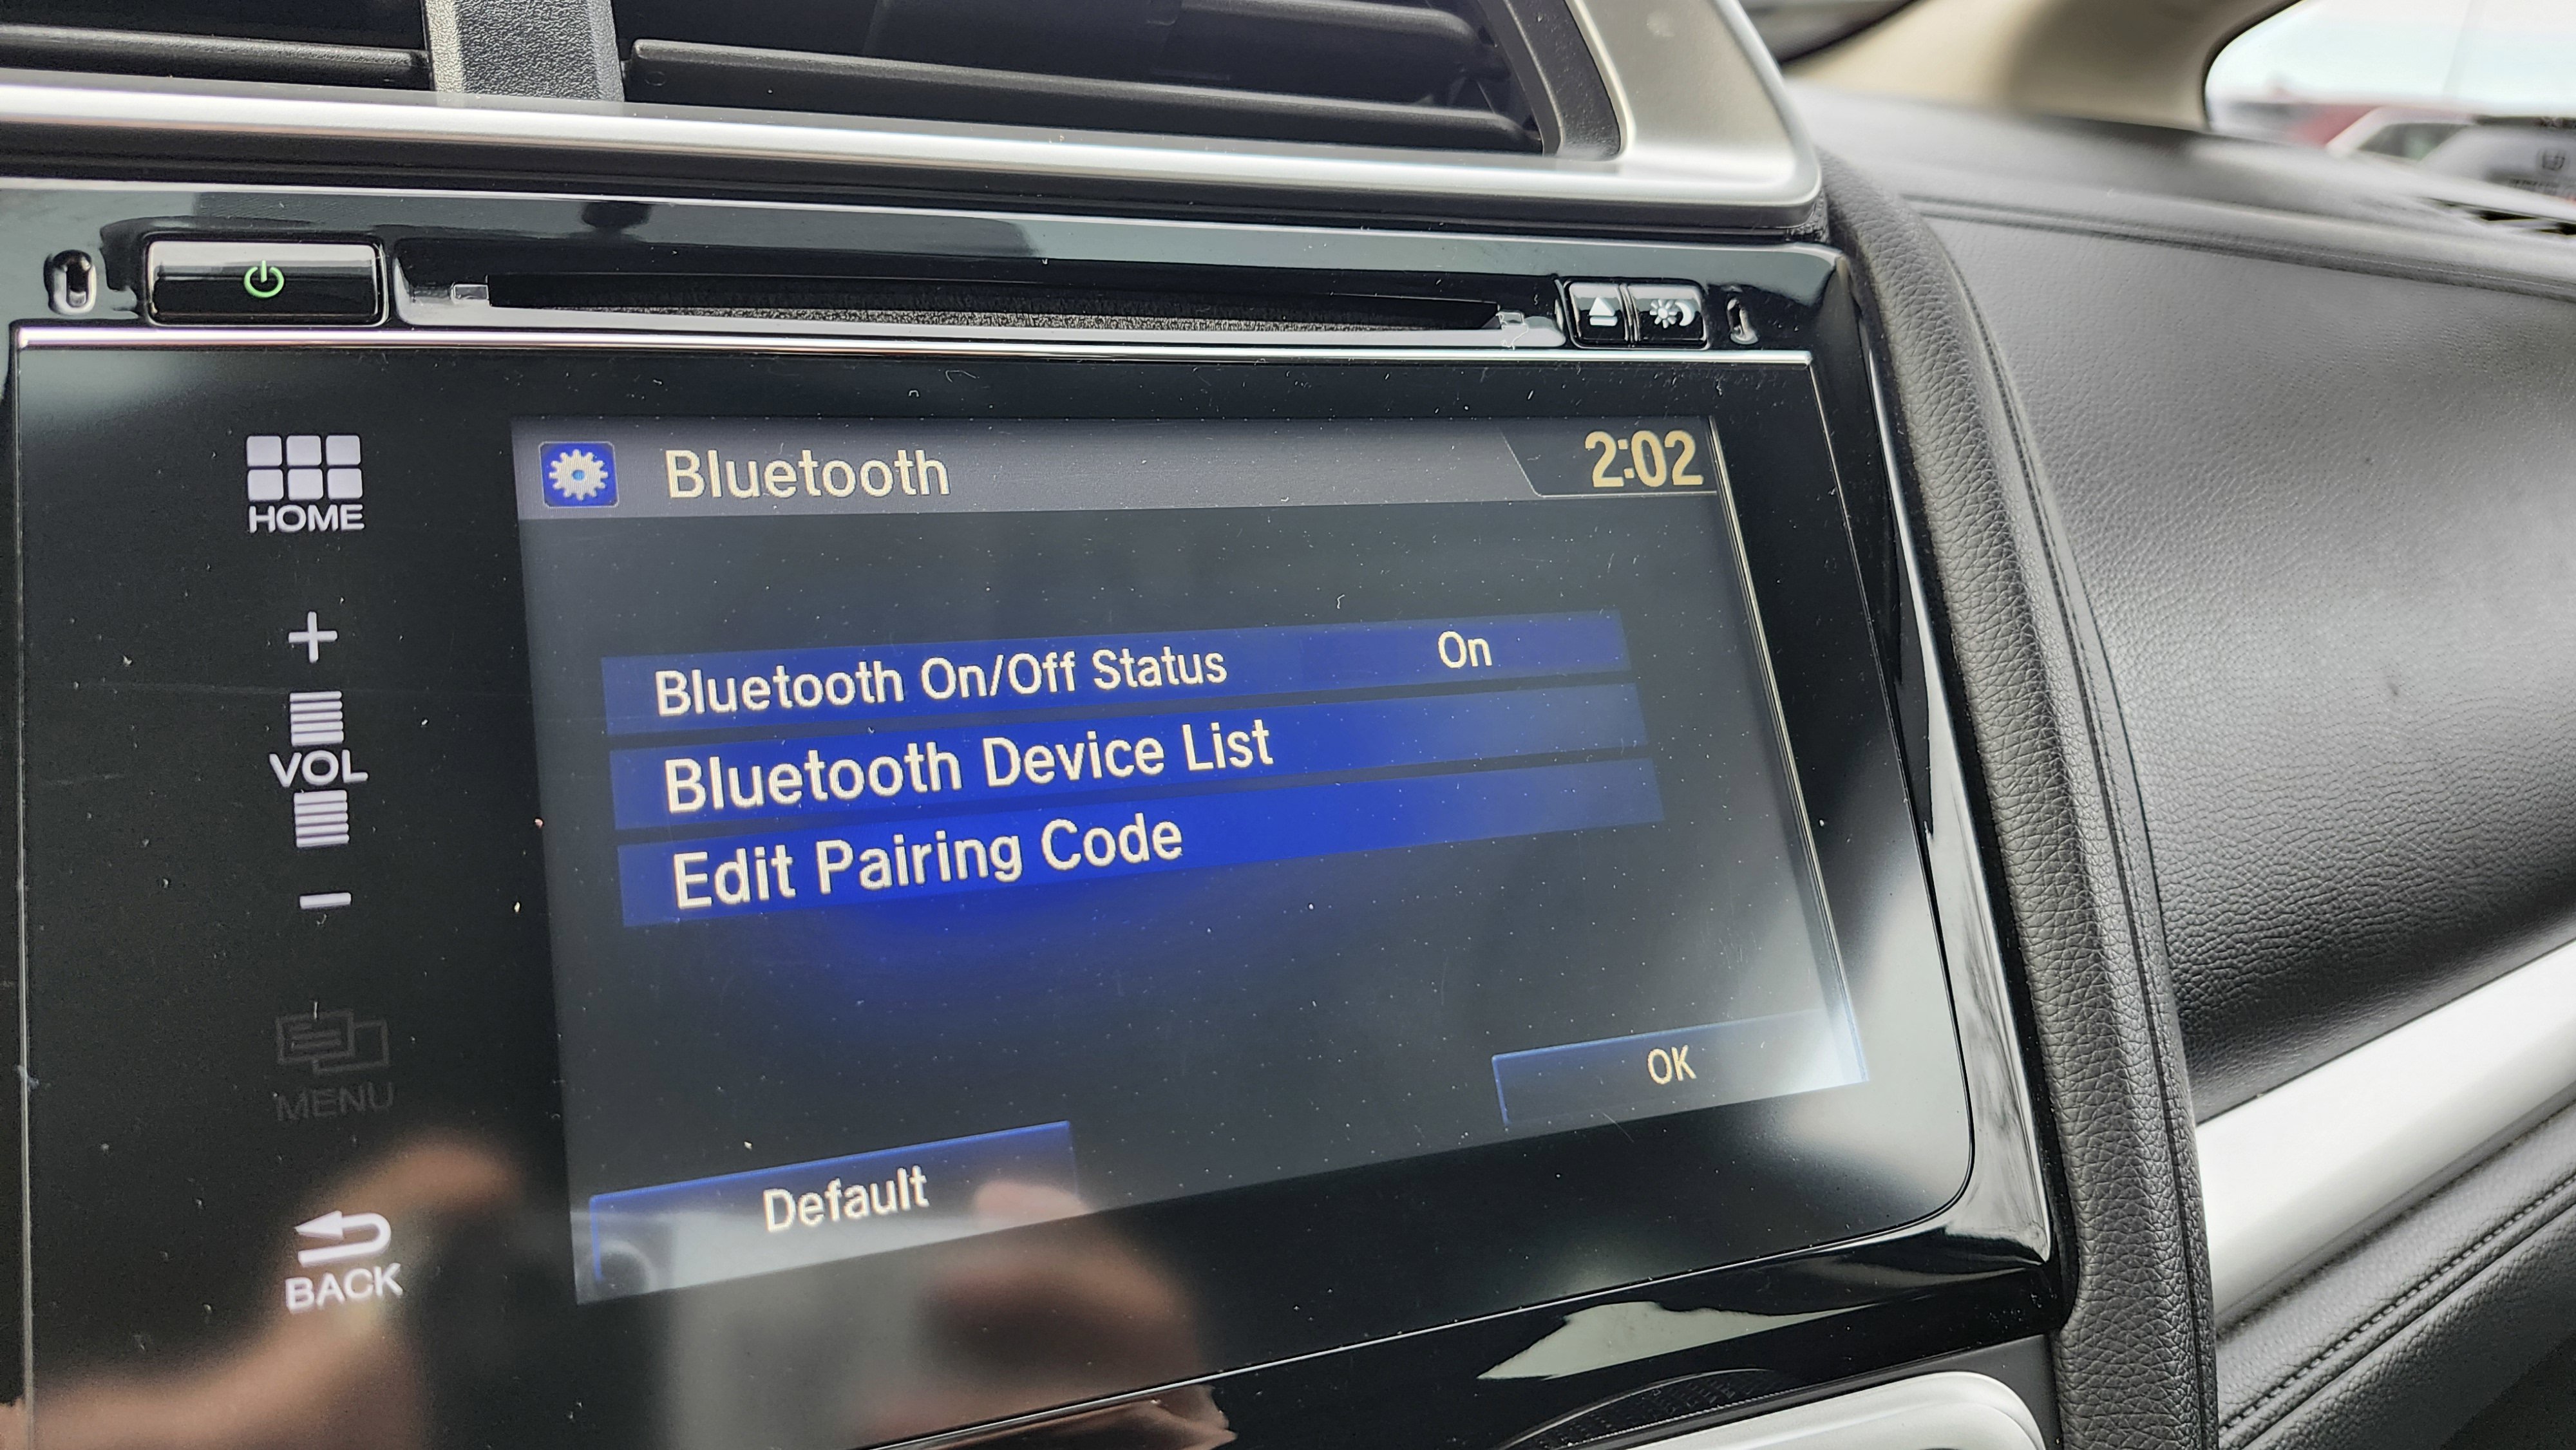 HOME
VOL
MENU
BACK
Bluetooth 2:02
Bluetooth On/Off Status On
Bluetooth Device List
Edit Pairing Code
OK
Default